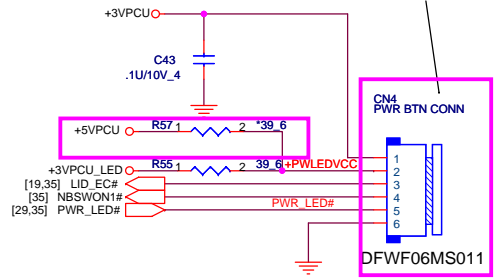 +3VPCU
C43
.1U/10V_4
CN4
PWR BTN CONN
+5VPCU R57 1 2 *39_6
+3VPCU_LED R55 1 2 39_6 +PWLEDVCC
[19,35] LID_EC#
[35] NBSWON1#
[29,35] PWR_LED# PWR_LED#
1
2
3
4
5
6
DFWF06MS011